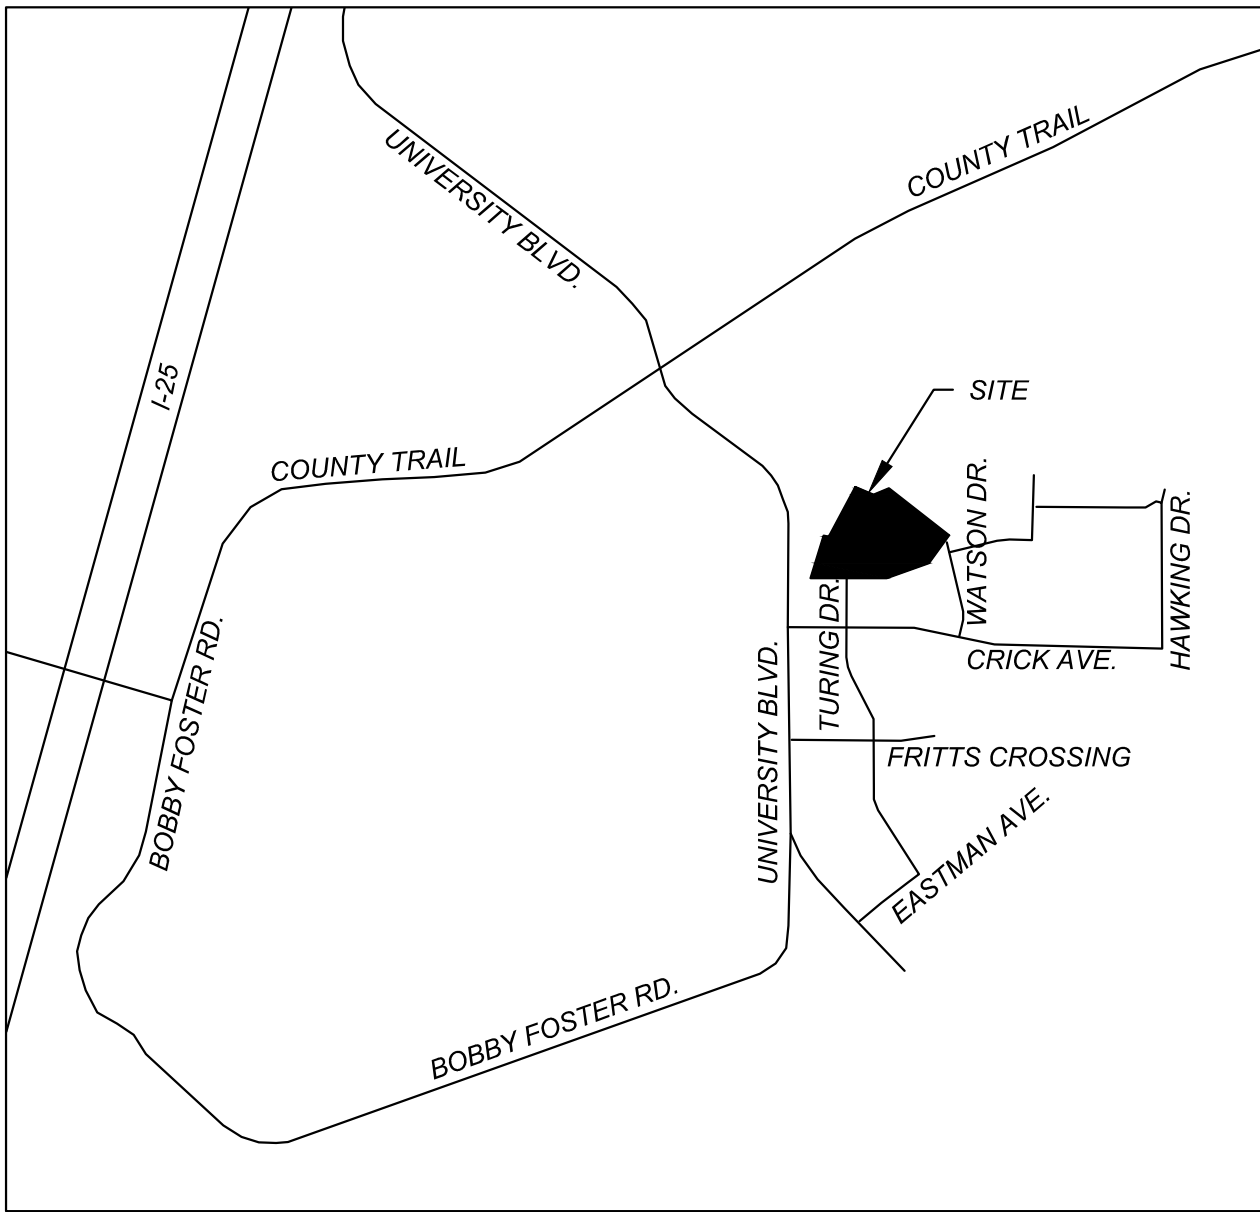 UNIVERSITY BLVD.
COUNTY TRAIL
I-25
SITE
COUNTY TRAIL
WATSON DR.
HAWKING DR.
TURING DR.
CRICK AVE.
BOBBY FOSTER RD.
UNIVERSITY BLVD.
FRITTS CROSSING
EASTMAN AVE.
BOBBY FOSTER RD.